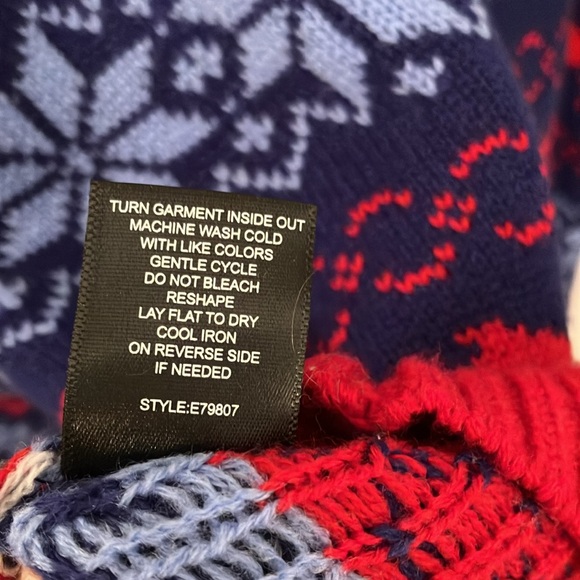 TURN GARMENT INSIDE OUT
MACHINE WASH COLD
WITH LIKE COLORS
GENTLE CYCLE
DO NOT BLEACH
RESHAPE
LAY FLAT TO DRY
COOL IRON
ON REVERSE SIDE
IF NEEDED
STYLE:E79807